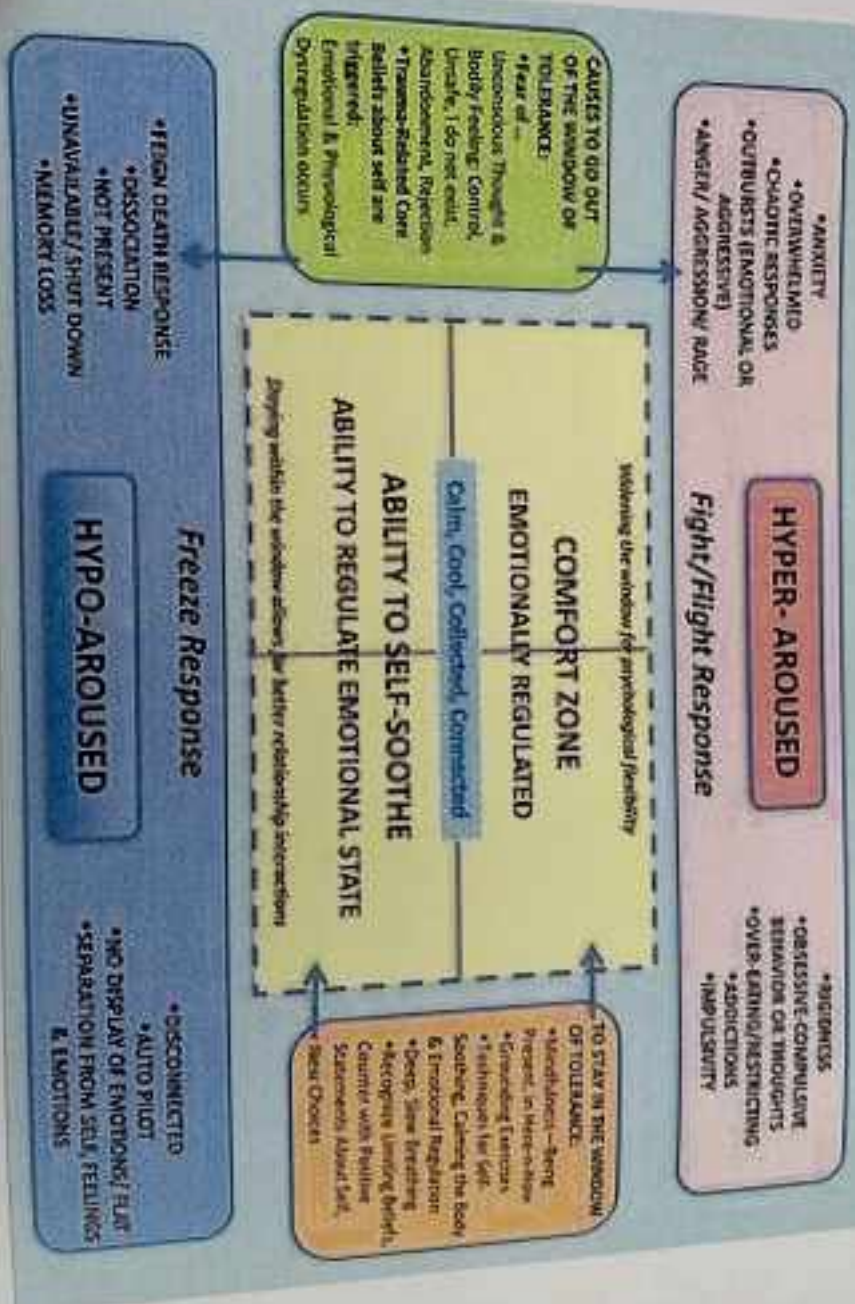 HYPER- AROUSED
Fight/Flight Response
•ANXIETY
•OVERWHELMED
•CHAOTIC RESPONSES
•OUTBURSTS (EMOTIONAL OR
AGGRESSIVE)
•ANGER/ AGGRESSION/ RAGE
•RIGIDNESS
•OBSESSIVE-COMPULSIVE
BEHAVIOR OR THOUGHTS
•OVER-EATING/RESTRICTING
•ADDICTIONS
•IMPULSIVITY
CAUSES TO GO OUT
OF THE WINDOW OF
TOLERANCE:
•Fear of ...
Unconscious Thought &
Bodily Feeling: Control,
Unsafe, I do not exist,
Abandonment, Rejection
•Trauma-Related Core
Beliefs about self are
triggered:
Emotional & Physiological
Dysregulation occurs
Widening the window for psychological flexibility
COMFORT ZONE
EMOTIONALLY REGULATED
Calm, Cool, Collected, Connected
ABILITY TO SELF-SOOTHE
ABILITY TO REGULATE EMOTIONAL STATE
Staying within the window allows for better relationship interactions
TO STAY IN THE WINDOW
OF TOLERANCE:
•Mindfulness—Being
Present, in Here-n-Now
•Grounding Exercises
•Techniques for Self-
Soothing, Calming the Body
& Emotional Regulation
•Deep, Slow Breathing
•Recognize Limiting Beliefs,
Counter with Positive
Statements About Self,
New Choices
Freeze Response
HYPO-AROUSED
•FEIGN DEATH RESPONSE
•DISSOCIATION
•NOT PRESENT
•UNAVAILABLE/ SHUT DOWN
•MEMORY LOSS
•DISCONNECTED
•AUTO PILOT
•NO DISPLAY OF EMOTIONS/ FLAT
•SEPARATION FROM SELF, FEELINGS
& EMOTIONS